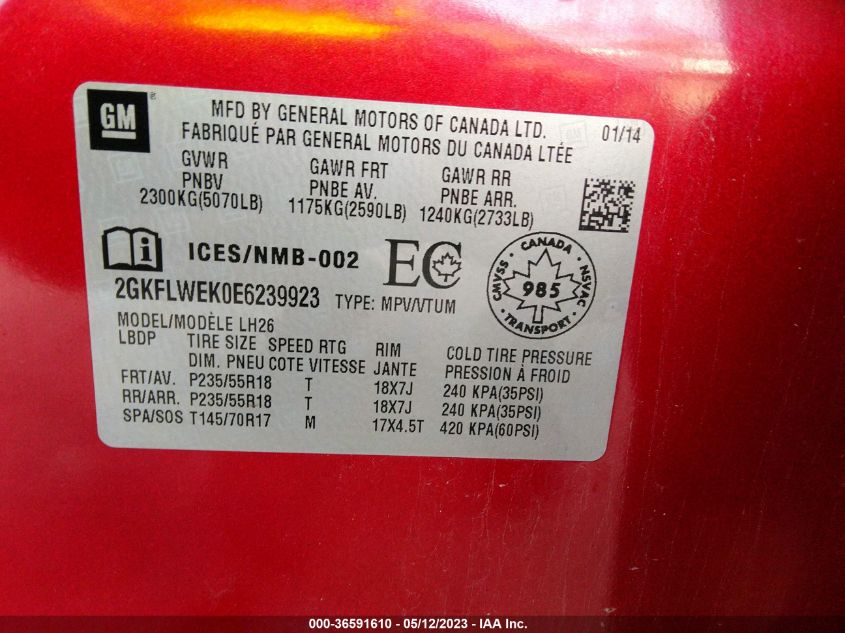 GM
®
MFD BY GENERAL MOTORS OF CANADA LTD. 01/14
FABRIQUÉ PAR GENERAL MOTORS DU CANADA LTÉE
GVWR GAWR FRT GAWR RR
PNBV PNBE AV. PNBE ARR.
2300KG(5070LB) 1175KG(2590LB) 1240KG(2733LB)
i ICES/NMB-002 EC
CANADA
CMVSS 985 NSVAC
TRANSPORT
2GKFLWEK0E6239923 TYPE: MPV/VTUM
MODEL/MODÈLE LH26
LBDP TIRE SIZE SPEED RTG RIM COLD TIRE PRESSURE
DIM. PNEU COTE VITESSE JANTE PRESSION À FROID
FRT/AV. P235/55R18 T 18X7J 240 KPA(35PSI)
RR/ARR. P235/55R18 T 18X7J 240 KPA(35PSI)
SPA/SOS T145/70R17 M 17X4.5T 420 KPA(60PSI)
000-36591610 - 05/12/2023 - IAA Inc.